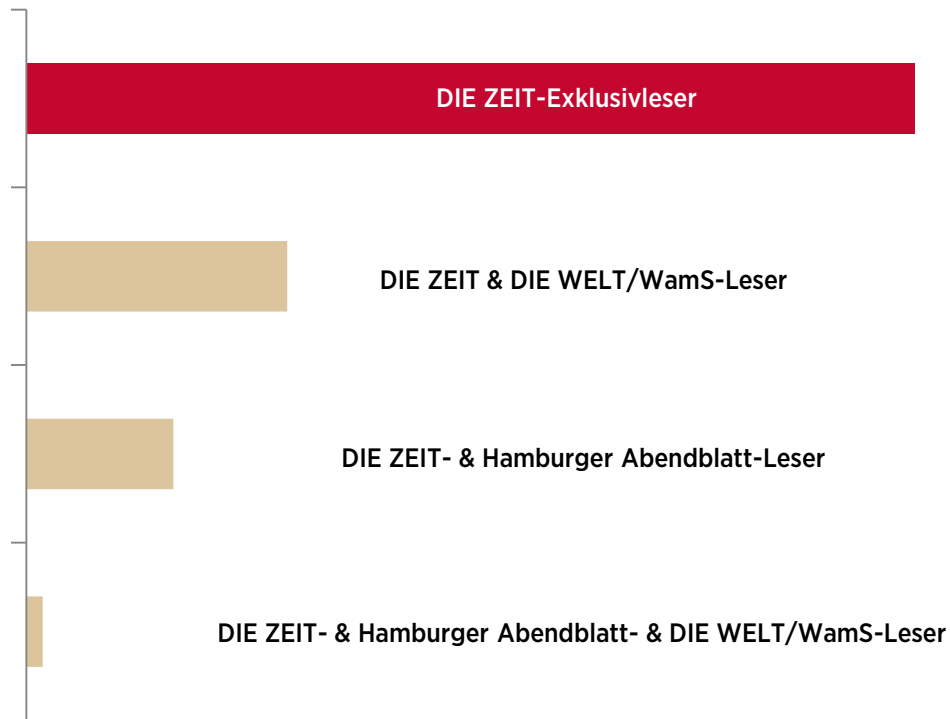 DIE ZEIT-Exklusivleser
DIE ZEIT & DIE WELT/WamS-Leser
DIE ZEIT- & Hamburger Abendblatt-Leser
DIE ZEIT- & Hamburger Abendblatt- & DIE WELT/WamS-Leser